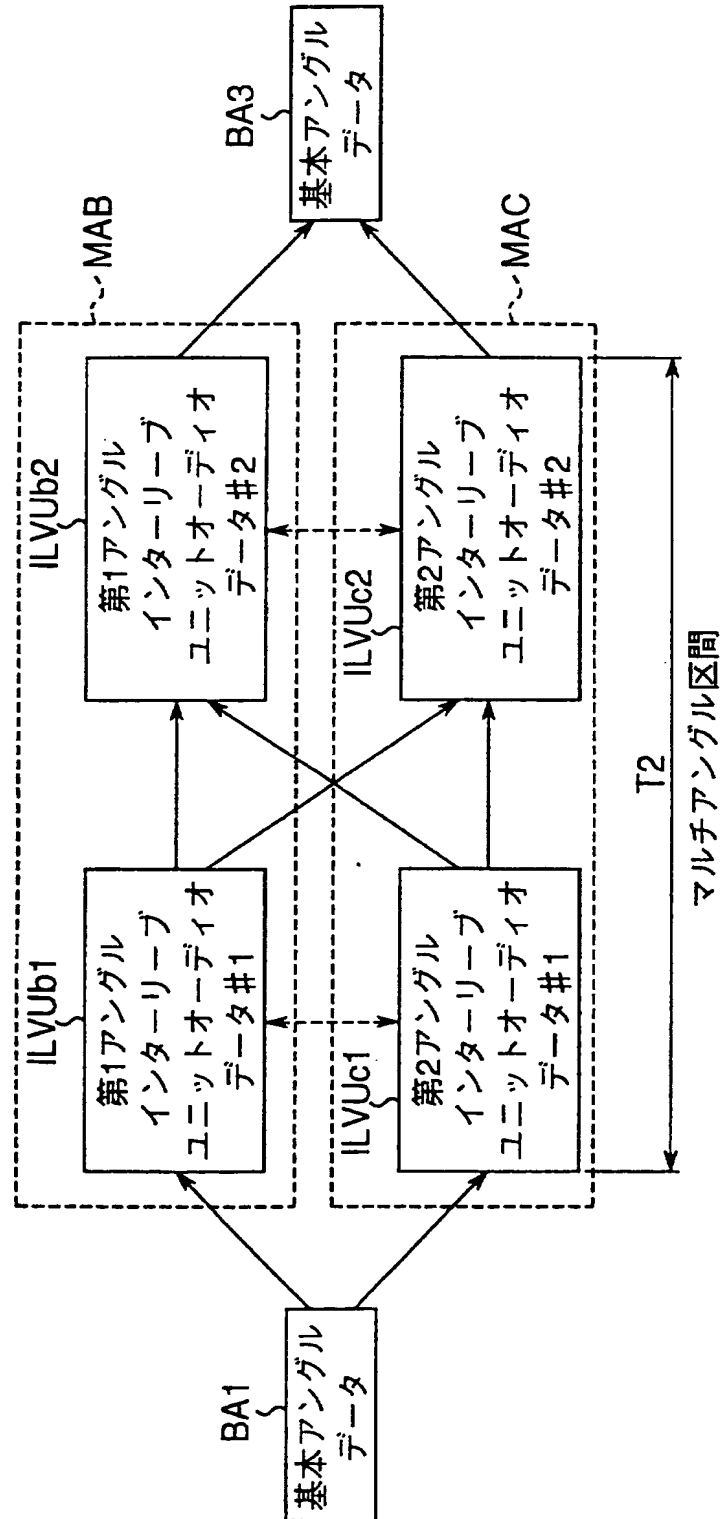 BA1
基本アングル
データ
MAB
ILVUb1
第1アングル
インターリーブ
ユニットオーディオ
データ#1
ILVUb2
第1アングル
インターリーブ
ユニットオーディオ
データ#2
MAC
ILVUc1
第2アングル
インターリーブ
ユニットオーディオ
データ#1
ILVUc2
第2アングル
インターリーブ
ユニットオーディオ
データ#2
BA3
基本アングル
データ
T2
マルチアングル区間